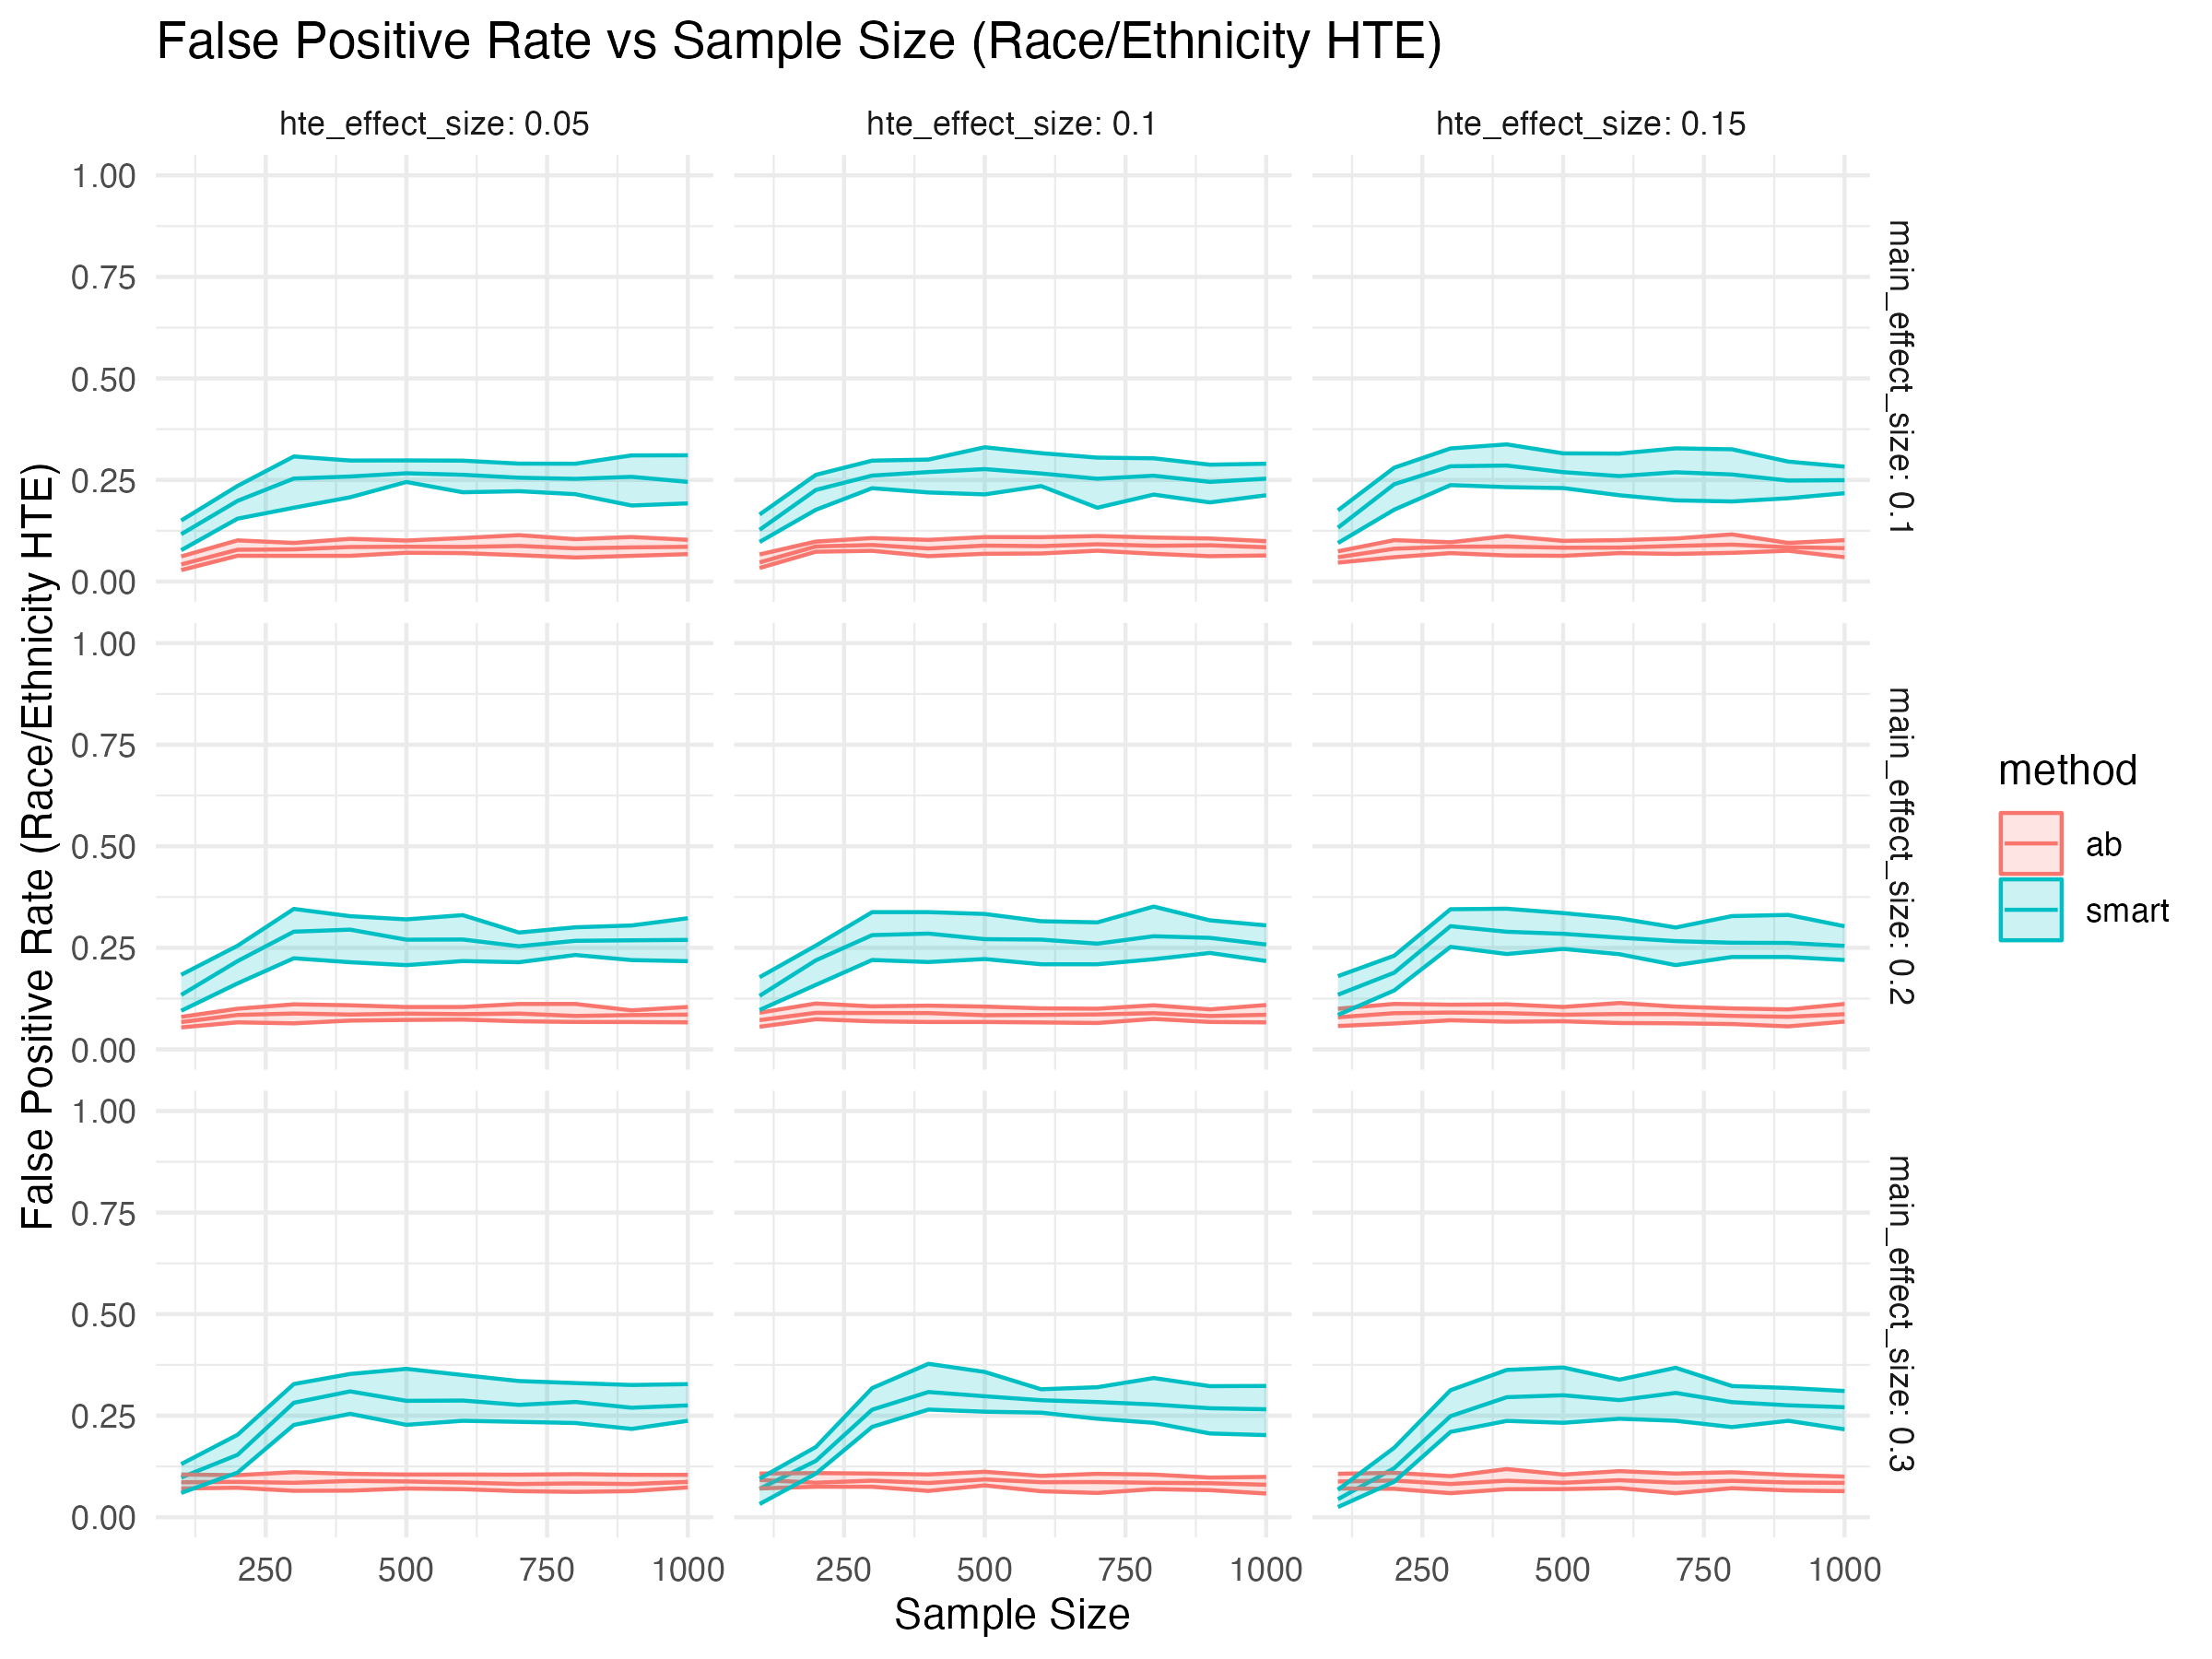 False Positive Rate vs Sample Size (Race/Ethnicity HTE)
hte_effect_size: 0.05
hte_effect_size: 0.1
hte_effect_size: 0.15
False Positive Rate (Race/Ethnicity HTE)
1.00
0.75
0.50
0.25
0.00
main_effect_size: 0.1
1.00
0.75
0.50
0.25
0.00
main_effect_size: 0.2
1.00
0.75
0.50
0.25
0.00
main_effect_size: 0.3
250 500 750 1000
250 500 750 1000
250 500 750 1000
Sample Size
method
ab
smart